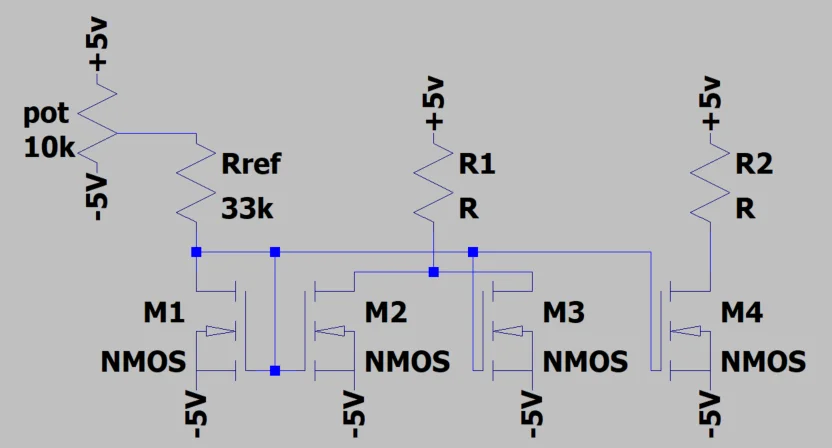 +5v
pot
10k
-5V
Rref
33k
+5v
R1
R
+5v
R2
R
M1
NMOS
-5V
M2
NMOS
-5V
M3
NMOS
-5V
M4
NMOS
-5V